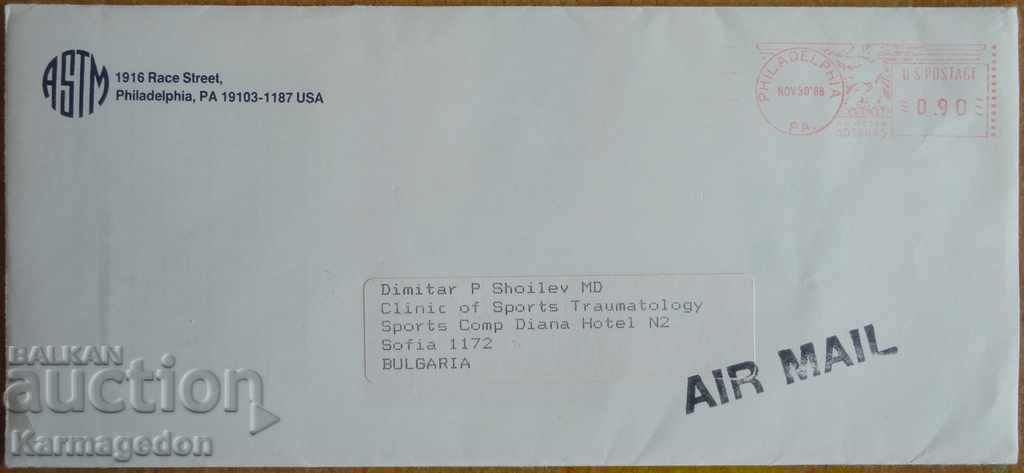 ASTM
1916 Race Street,
Philadelphia, PA 19103-1187 USA
PHILADELPHIA
NOV 30'88
PA.
U.S. POSTAGE
0.90
Dimitar P Shoilev MD
Clinic of Sports Traumatology
Sports Comp Diana Hotel N2
Sofia 1172
BULGARIA
AIR MAIL
BALKAN
auction
Karmagedon